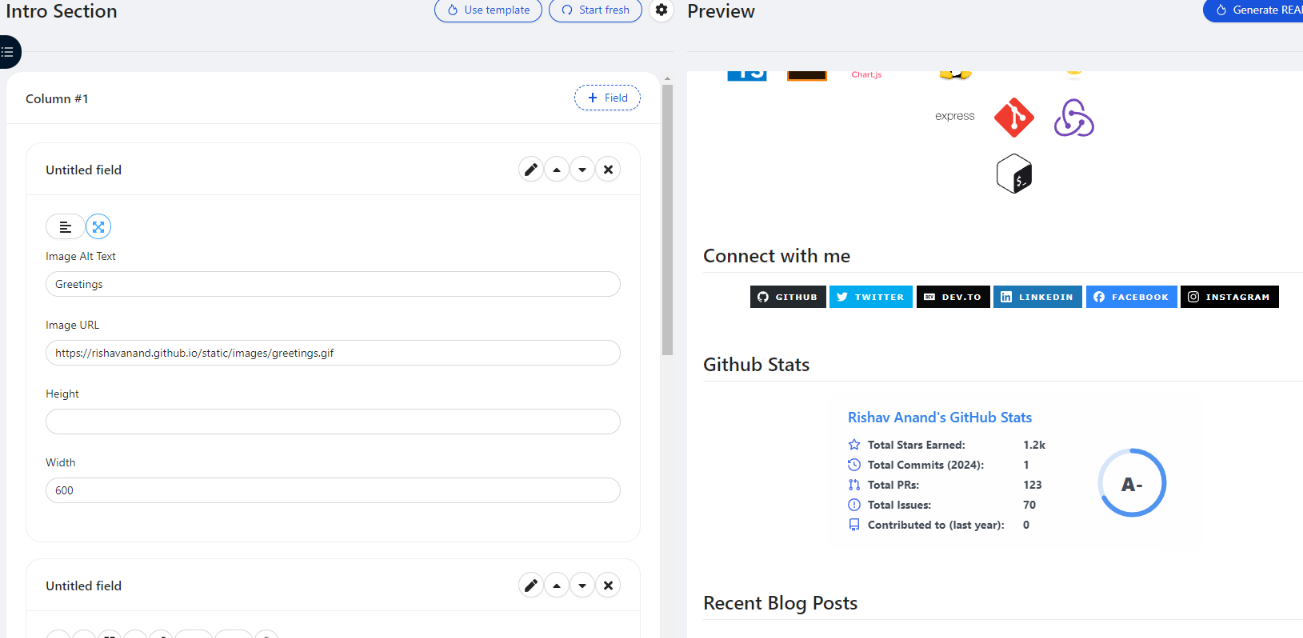 Intro Section
Use template
Start fresh
Column #1
Field
Untitled field
Image Alt Text
Greetings
Image URL
https://rishavanand.github.io/static/images/greetings.gif
Height
Width
600
Untitled field
Preview
Generate REA
Chart.js
express
$_
Connect with me
GITHUB
TWITTER
DEV.TO
LINKEDIN
FACEBOOK
INSTAGRAM
Github Stats
Rishav Anand's GitHub Stats
Total Stars Earned: 1.2k
Total Commits (2024): 1
Total PRs: 123
Total Issues: 70
Contributed to (last year): 0
A-
Recent Blog Posts